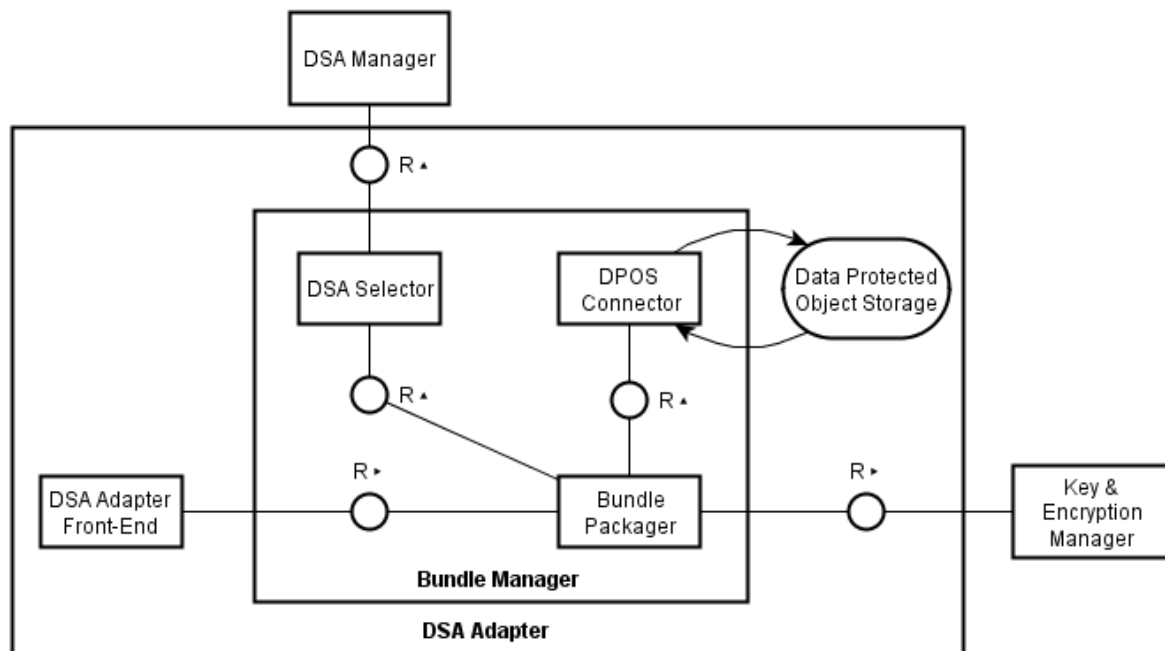 DSA Manager
R ▲
DSA Selector
DPOS
Connector
Data Protected
Object Storage
R ▲
R ▲
R ►
R ►
DSA Adapter
Front-End
Bundle
Packager
Key &
Encryption
Manager
Bundle Manager
DSA Adapter